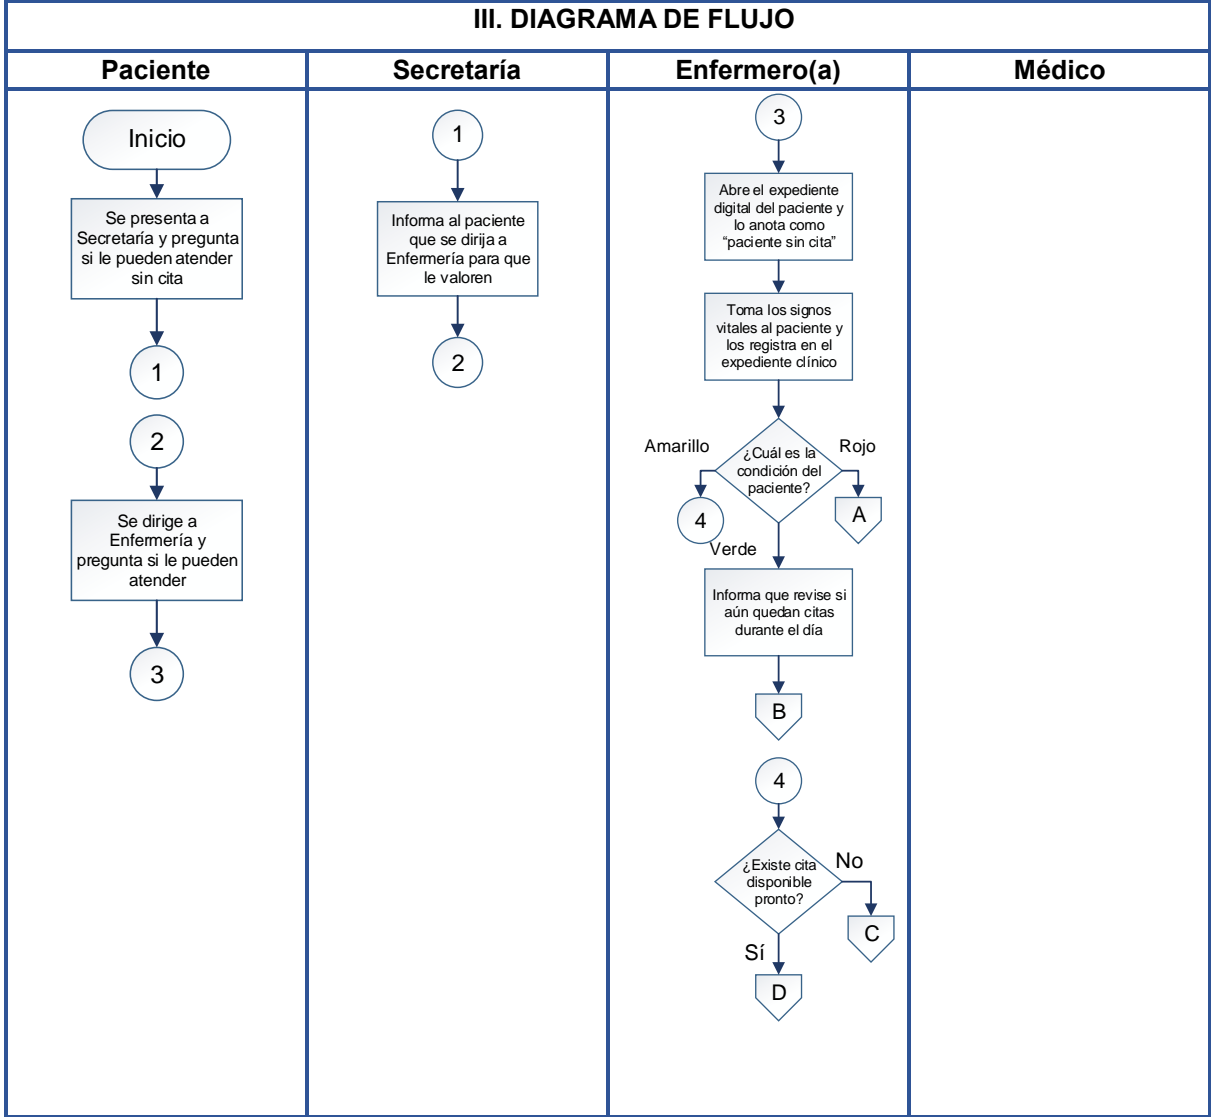 III. DIAGRAMA DE FLUJO
Paciente
Secretaría
Enfermero(a)
Médico
Inicio
Se presenta a
Secretaría y pregunta
si le pueden atender
sin cita
1
2
Se dirige a
Enfermería y
pregunta si le pueden
atender
3
1
Informa al paciente
que se dirija a
Enfermería para que
le valoren
2
3
Abre el expediente
digital del paciente y
lo anota como
“paciente sin cita”
Toma los signos
vitales al paciente y
los registra en el
expediente clínico
¿Cuál es la
condición del
paciente?
Amarillo
Rojo
4
A
Verde
Informa que revise si
aún quedan citas
durante el día
B
4
¿Existe cita
disponible
pronto?
No
C
Sí
D